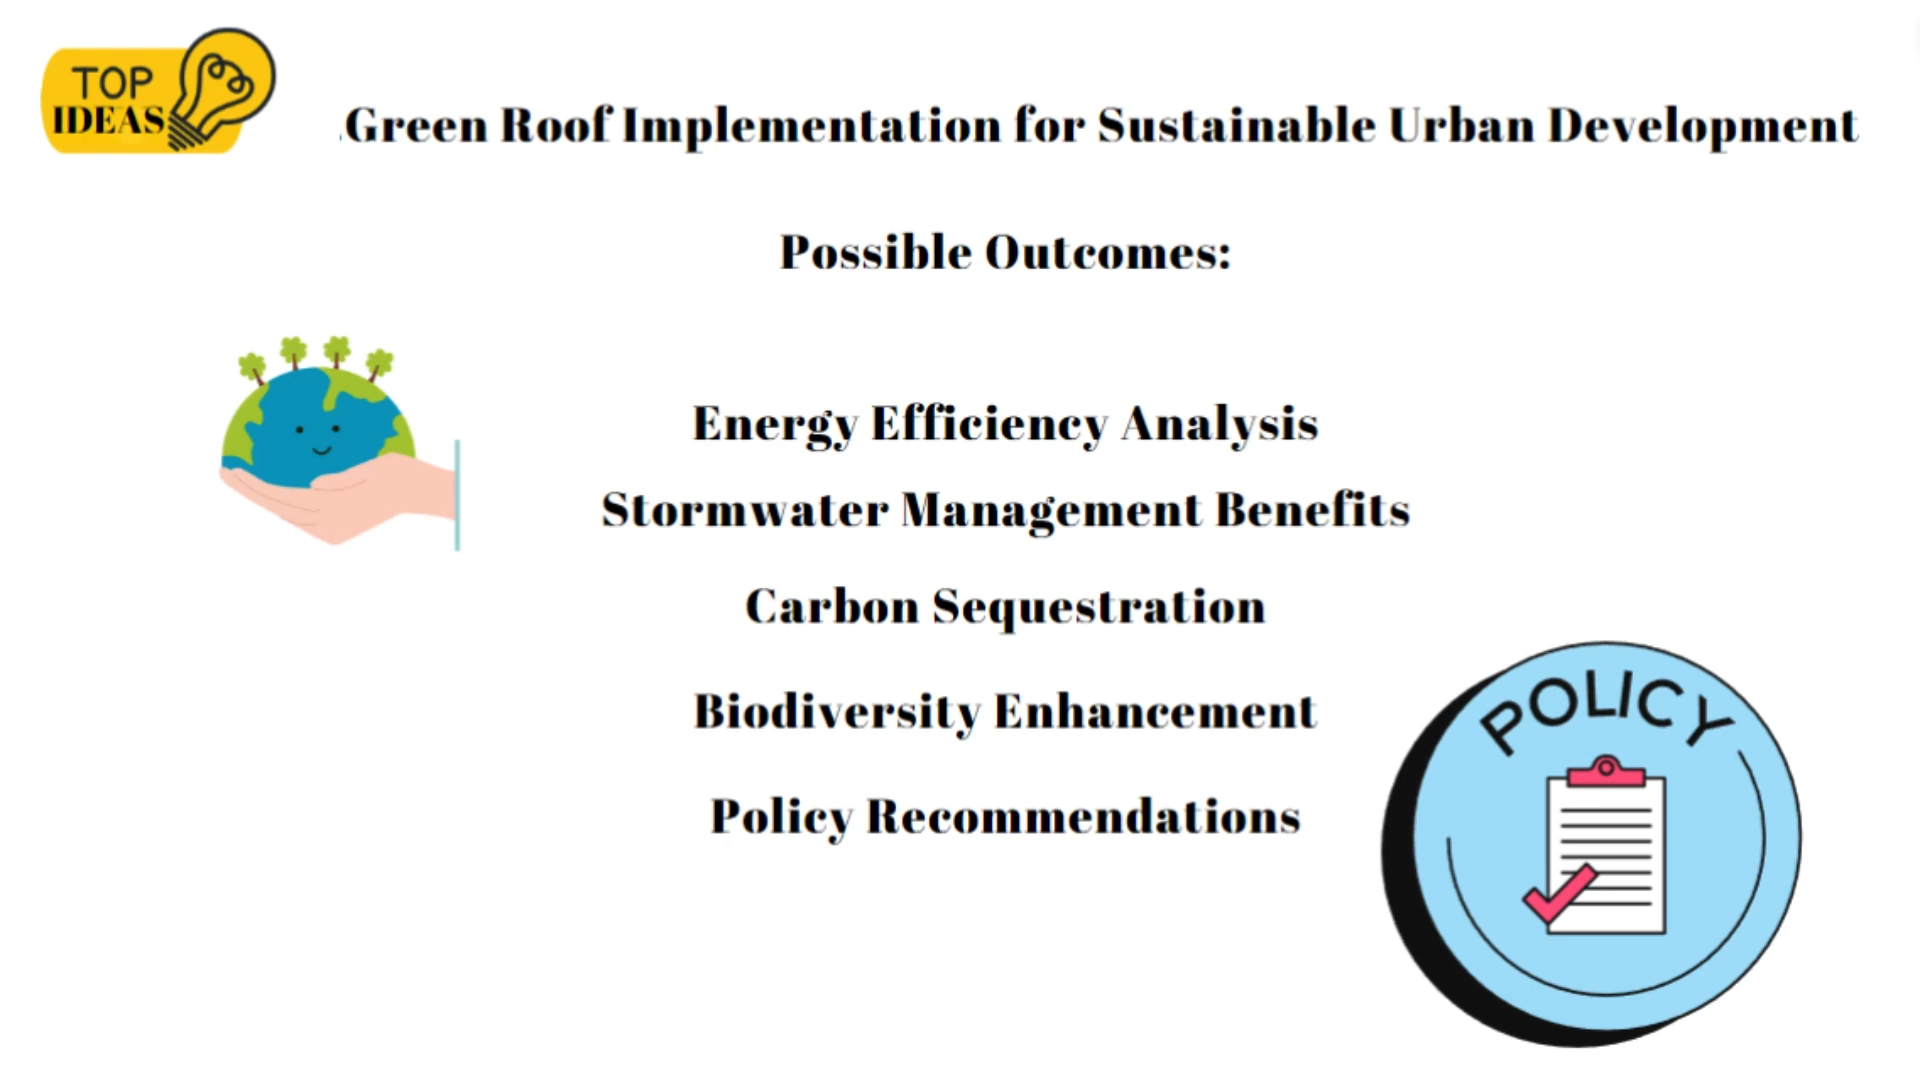 TOP
IDEAS
.Green Roof Implementation for Sustainable Urban Development
Possible Outcomes:
Energy Efficiency Analysis
Stormwater Management Benefits
Carbon Sequestration
Biodiversity Enhancement
Policy Recommendations
POLICY